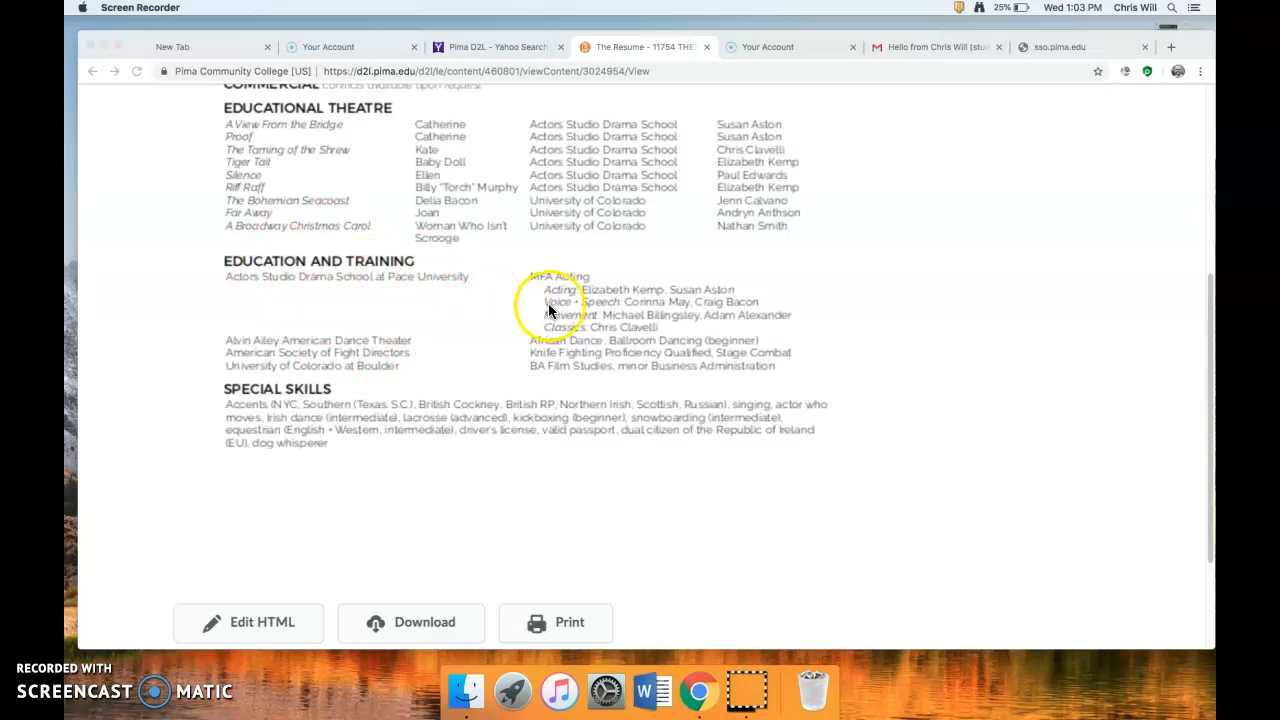 Screen Recorder 25% Wed 1:03 PM Chris Will
New Tab Your Account Pima D2L - Yahoo Search The Resume - 11754 THE Your Account Hello from Chris Will (stu sso.pima.edu
Pima Community College [US] | https://d2l.pima.edu/d2l/le/content/460801/viewContent/3024954/View
COMMERCIAL Conflicts available upon request.
EDUCATIONAL THEATRE
A View From the Bridge Catherine Actors Studio Drama School Susan Aston
Proof Catherine Actors Studio Drama School Susan Aston
The Taming of the Shrew Kate Actors Studio Drama School Chris Clavelli
Tiger Tail Baby Doll Actors Studio Drama School Elizabeth Kemp
Silence Ellen Actors Studio Drama School Paul Edwards
Riff Raff Billy "Torch" Murphy Actors Studio Drama School Elizabeth Kemp
The Bohemian Seacoast Delia Bacon University of Colorado Jenn Calvano
Far Away Joan University of Colorado Andryn Arithson
A Broadway Christmas Carol Woman Who Isn't University of Colorado Nathan Smith
Scrooge
EDUCATION AND TRAINING
Actors Studio Drama School at Pace University MFA Acting
Acting: Elizabeth Kemp, Susan Aston
Voice + Speech: Corinna May, Craig Bacon
Movement: Michael Billingsley, Adam Alexander
Classics: Chris Clavelli
Alvin Ailey American Dance Theater African Dance, Ballroom Dancing (beginner)
American Society of Fight Directors Knife Fighting Proficiency Qualified, Stage Combat
University of Colorado at Boulder BA Film Studies, minor Business Administration
SPECIAL SKILLS
Accents (NYC, Southern (Texas, S.C.), British Cockney, British RP, Northern Irish, Scottish, Russian), singing, actor who
moves, Irish dance (intermediate), lacrosse (advanced), kickboxing (beginner), snowboarding (intermediate),
equestrian (English + Western, intermediate), driver's license, valid passport, dual citizen of the Republic of Ireland
(EU), dog whisperer
Edit HTML Download Print
RECORDED WITH
SCREENCAST MATIC